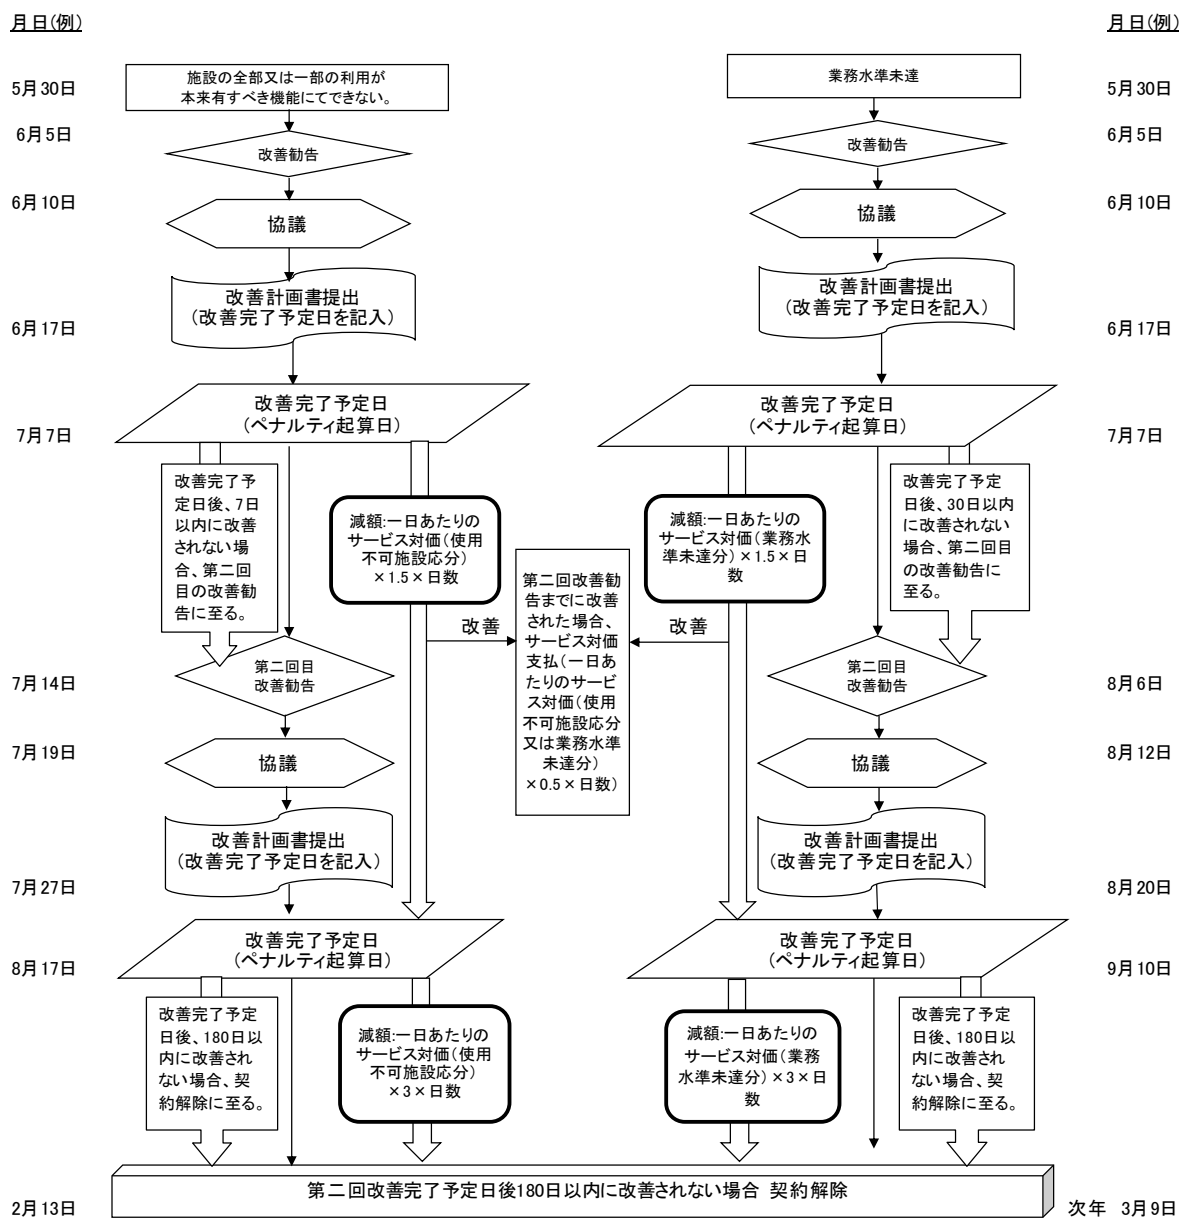 月日(例)
月日(例)
5月30日
施設の全部又は一部の利用が
本来有すべき機能にてできない。
業務水準未達
5月30日
6月5日
改善勧告
改善勧告
6月5日
6月10日
協議
協議
6月10日
改善計画書提出
(改善完了予定日を記入)
6月17日
改善計画書提出
(改善完了予定日を記入)
6月17日
改善完了予定日
(ペナルティ起算日)
7月7日
改善完了予定日
(ペナルティ起算日)
7月7日
改善完了予
定日後、7日
以内に改善
されない場
合、第二回
目の改善勧
告に至る。
減額:一日あたりの
サービス対価(使用
不可施設応分)
×1.5×日数
改善
第二回改善勧
告までに改善
された場合、
サービス対価
支払(一日あ
たりのサービ
ス対価(使用
不可施設応分
又は業務水準
未達分)
×0.5×日数)
減額:一日あたりの
サービス対価(業務水
準未達分)×1.5×日
数
改善
改善完了予定
日後、30日以内
に改善されない
場合、第二回目
の改善勧告に
至る。
7月14日
第二回目
改善勧告
第二回目
改善勧告
8月6日
7月19日
協議
協議
8月12日
改善計画書提出
(改善完了予定日を記入)
7月27日
改善計画書提出
(改善完了予定日を記入)
8月20日
改善完了予定日
(ペナルティ起算日)
8月17日
改善完了予定日
(ペナルティ起算日)
9月10日
改善完了予定
日後、180日以
内に改善され
ない場合、契
約解除に至る。
減額:一日あたりの
サービス対価(使用
不可施設応分)
×3×日数
減額:一日あたりの
サービス対価(業務
水準未達分)×3×日
数
改善完了予定
日後、180日以
内に改善され
ない場合、契
約解除に至る。
2月13日
第二回改善完了予定日後180日以内に改善されない場合 契約解除
次年 3月9日